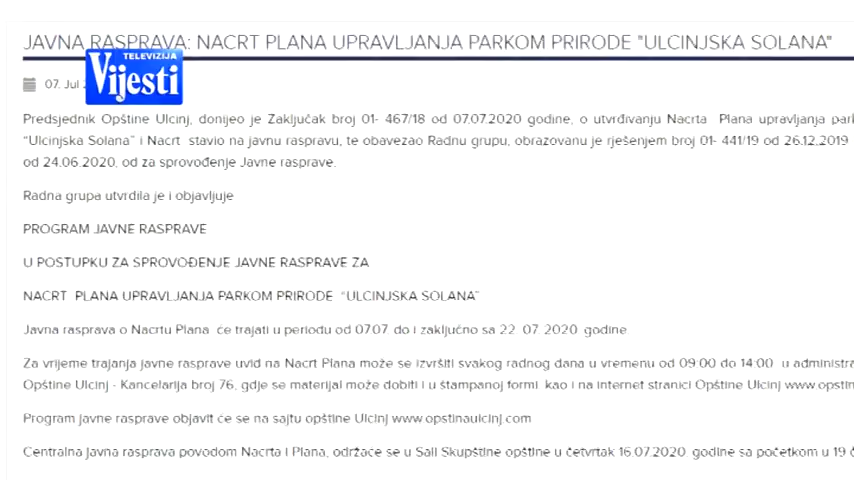 JAVNA RASPRAVA: NACRT PLANA UPRAVLJANJA PARKOM PRIRODE "ULCINJSKA SOLANA"
TELEVIZIJA
Vijesti
07. Jul
Predsjednik Opštine Ulcinj, donijeo je Zaključak broj 01- 467/18 od 07.07.2020 godine, o utvrđivanju Nacrta Plana upravljanja
"Ulcinjska Solana" i Nacrt stavio na javnu raspravu, te obavezao Radnu grupu, obrazovanu je rješenjem broj 01- 441/19 od 26.12.2019
od 24.06.2020, od za sprovođenje Javne rasprave.
Radna grupa utvrdila je i objavljuje
PROGRAM JAVNE RASPRAVE
U POSTUPKU ZA SPROVOĐENJE JAVNE RASPRAVE ZA
NACRT PLANA UPRAVLJANJA PARKOM PRIRODE "ULCINJSKA SOLANA"
Javna rasprava o Nacrtu Plana će trajati u periodu od 07.07. do i zaključno sa 22. 07. 2020. godine.
Za vrijeme trajanja javne rasprave uvid na Nacrt Plana može se izvršiti svakog radnog dana u vremenu od 09:00 do 14:00 u
Opštine Ulcinj - Kancelarija broj 76, gdje se materijal može dobiti i u štampanoj formi kao i na internet stranici Opštine Ulcinj
Program javne rasprave objavit će se na sajtu opštine Ulcinj www.opstinaulcinj.com
Centralna javna rasprava povodom Nacrta i Plana, održaće se u Sali Skupštine opštine u četvrtak 16.07.2020. godine sa početkom u 19